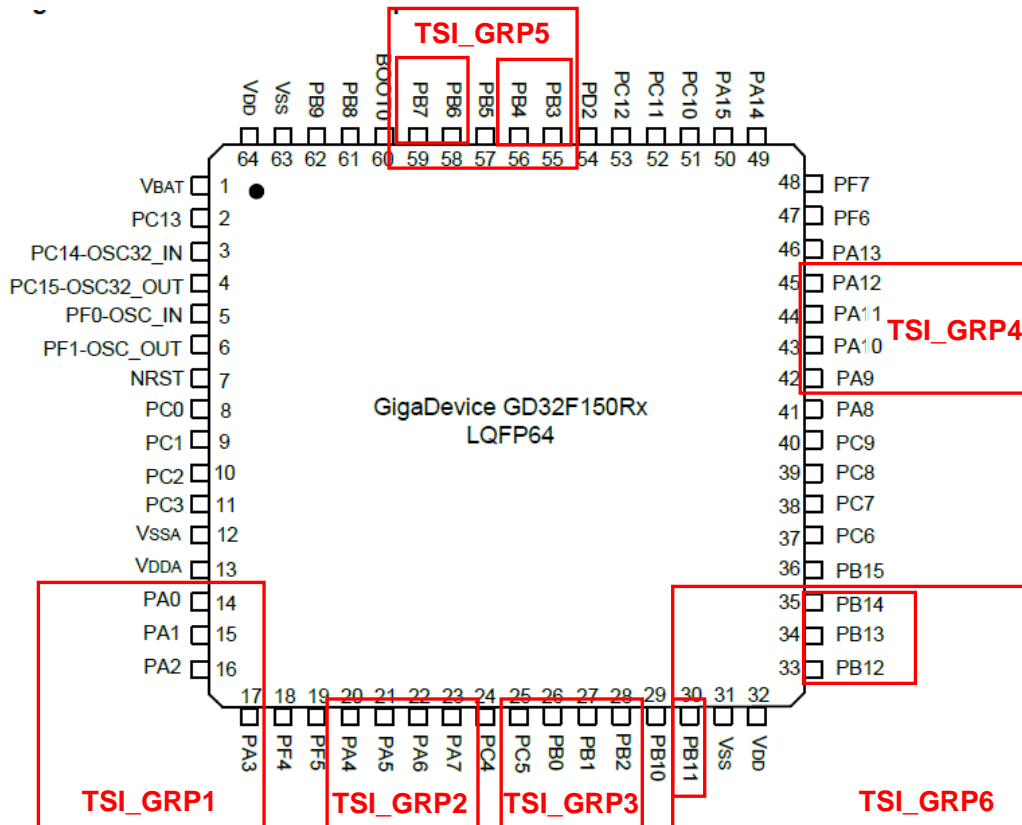 TSI_GRP5
VDD
VSS
PB9
PB8
BOOT0
PB7
PB6
PB5
PB4
PB3
PD2
PC12
PC11
PC10
PA15
PA14
64 63 62 61 60 59 58 57 56 55 54 53 52 51 50 49
VBAT 1
PC13 2
PC14-OSC32_IN 3
PC15-OSC32_OUT 4
PF0-OSC_IN 5
PF1-OSC_OUT 6
NRST 7
PC0 8
PC1 9
PC2 10
PC3 11
VSSA 12
VDDA 13
PA0 14
PA1 15
PA2 16
GigaDevice GD32F150Rx
LQFP64
48 PF7
47 PF6
46 PA13
45 PA12
44 PA11
43 PA10
42 PA9
TSI_GRP4
41 PA8
40 PC9
39 PC8
38 PC7
37 PC6
36 PB15
35 PB14
34 PB13
33 PB12
17 18 19 20 21 22 23 24 25 26 27 28 29 30 31 32
PA3
PF4
PF5
PA4
PA5
PA6
PA7
PC4
PC5
PB0
PB1
PB2
PB10
PB11
VSS
VDD
TSI_GRP1
TSI_GRP2
TSI_GRP3
TSI_GRP6